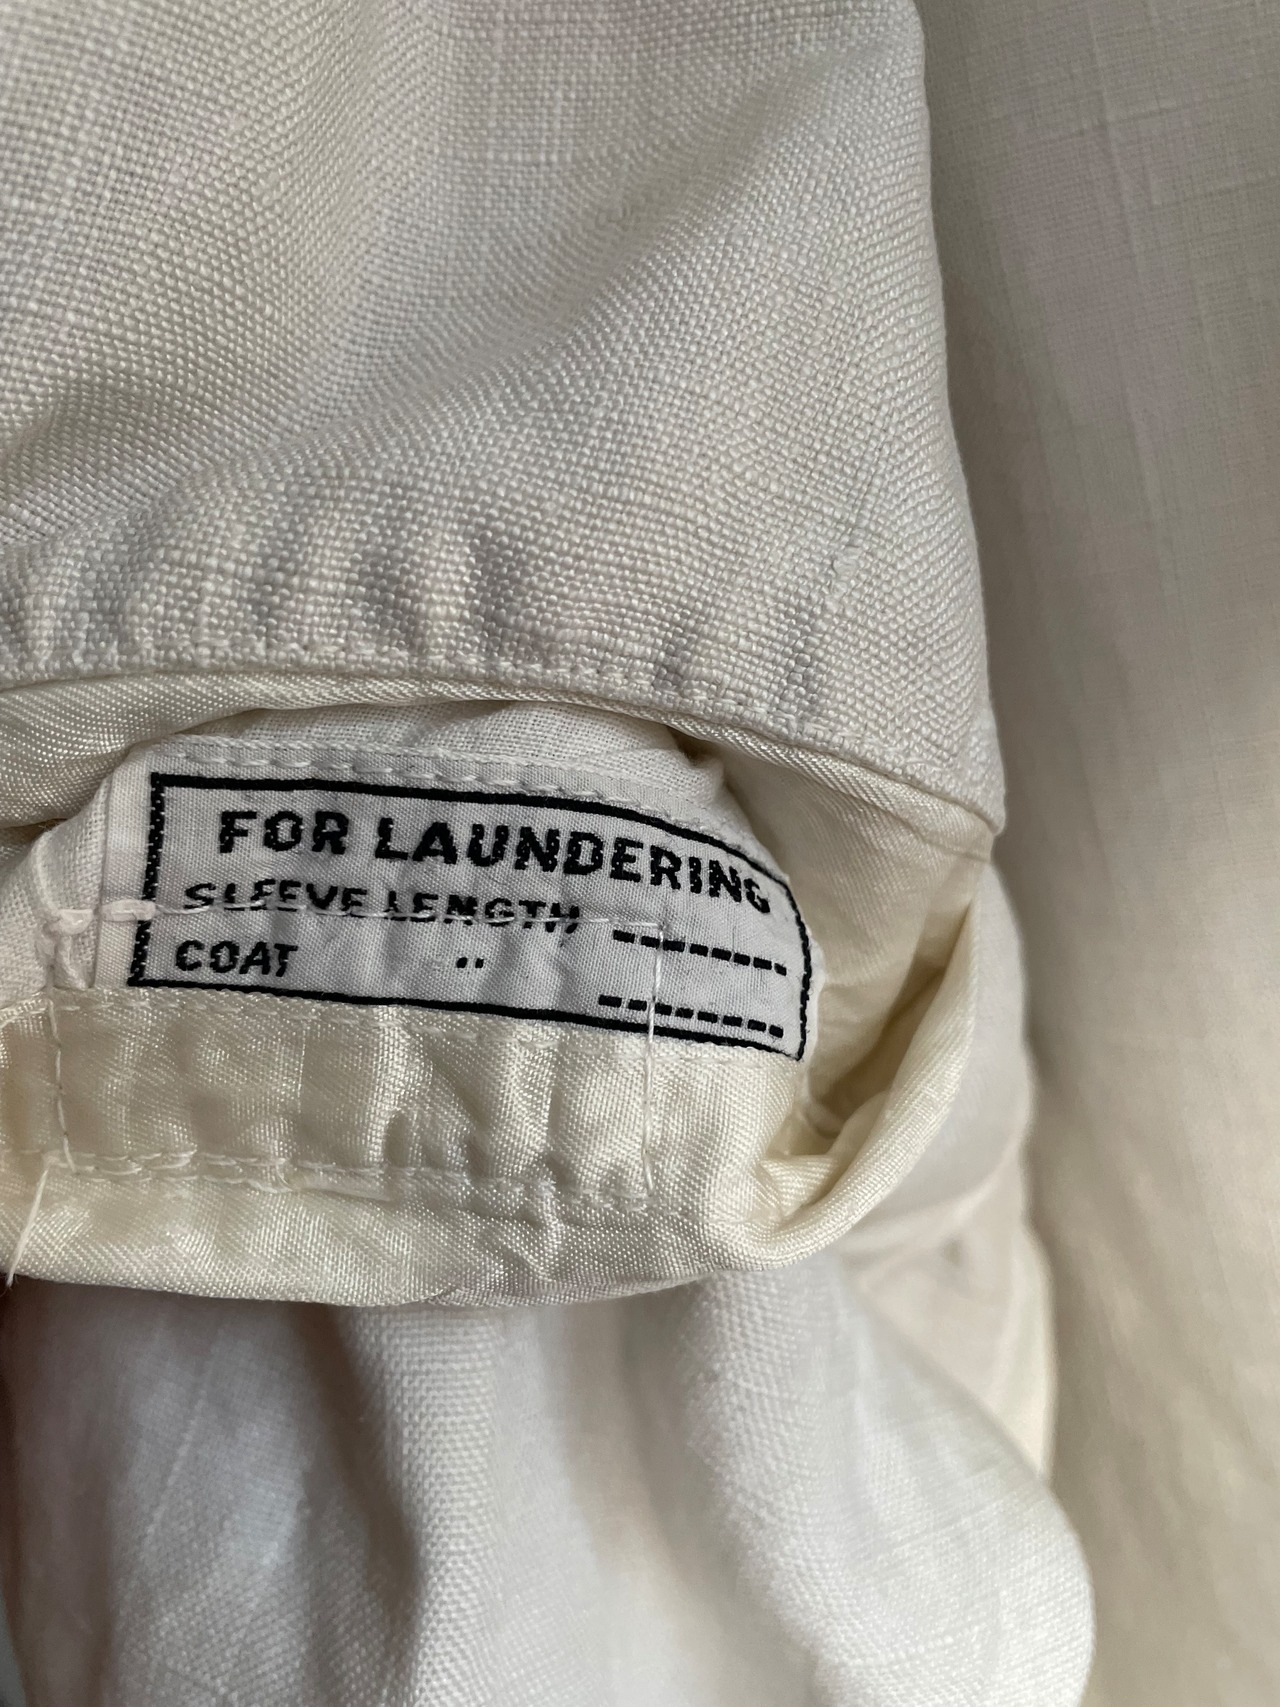 FOR LAUNDERING
SLEEVE LENGTH --------
COAT " --------